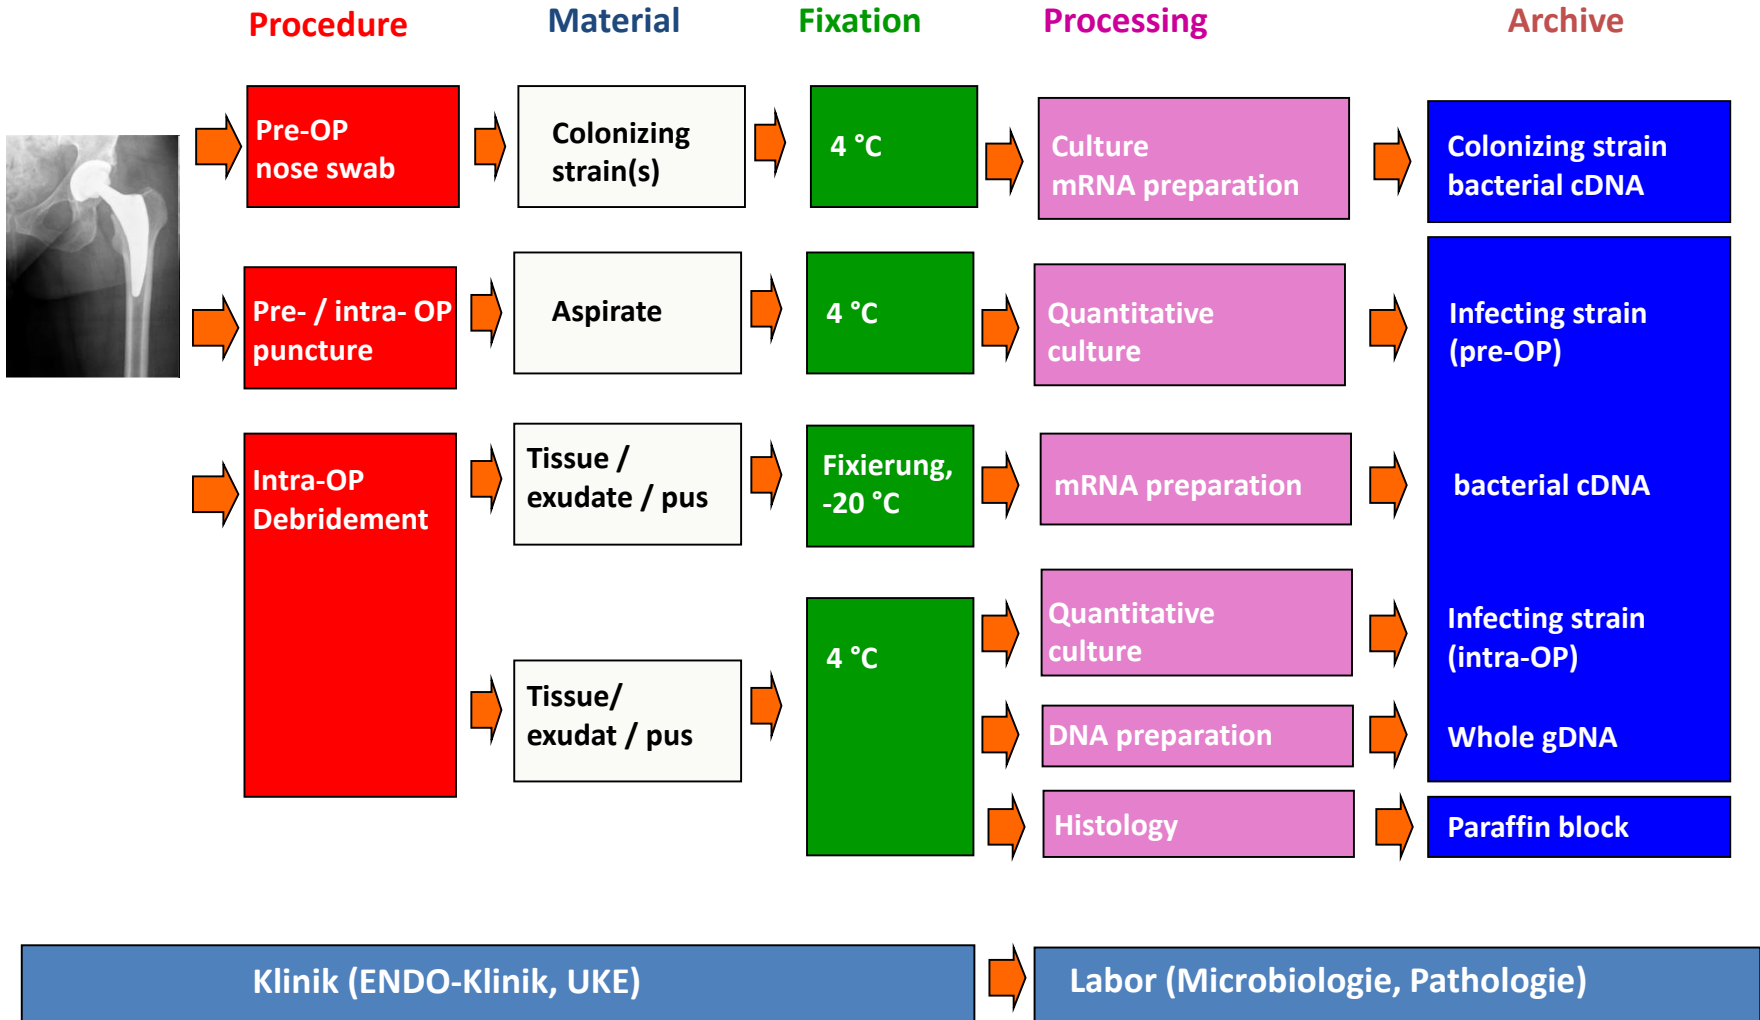 Procedure
Material
Fixation
Processing
Archive
Pre-OP
nose swab
Colonizing
strain(s)
4 °C
Culture
mRNA preparation
Colonizing strain
bacterial cDNA
Pre- / intra- OP
puncture
Aspirate
4 °C
Quantitative
culture
Infecting strain
(pre-OP)
Intra-OP
Debridement
Tissue /
exudate / pus
Fixierung,
-20 °C
mRNA preparation
bacterial cDNA
Tissue/
exudat / pus
4 °C
Quantitative
culture
Infecting strain
(intra-OP)
DNA preparation
Whole gDNA
Histology
Paraffin block
Klinik (ENDO-Klinik, UKE)
Labor (Microbiologie, Pathologie)